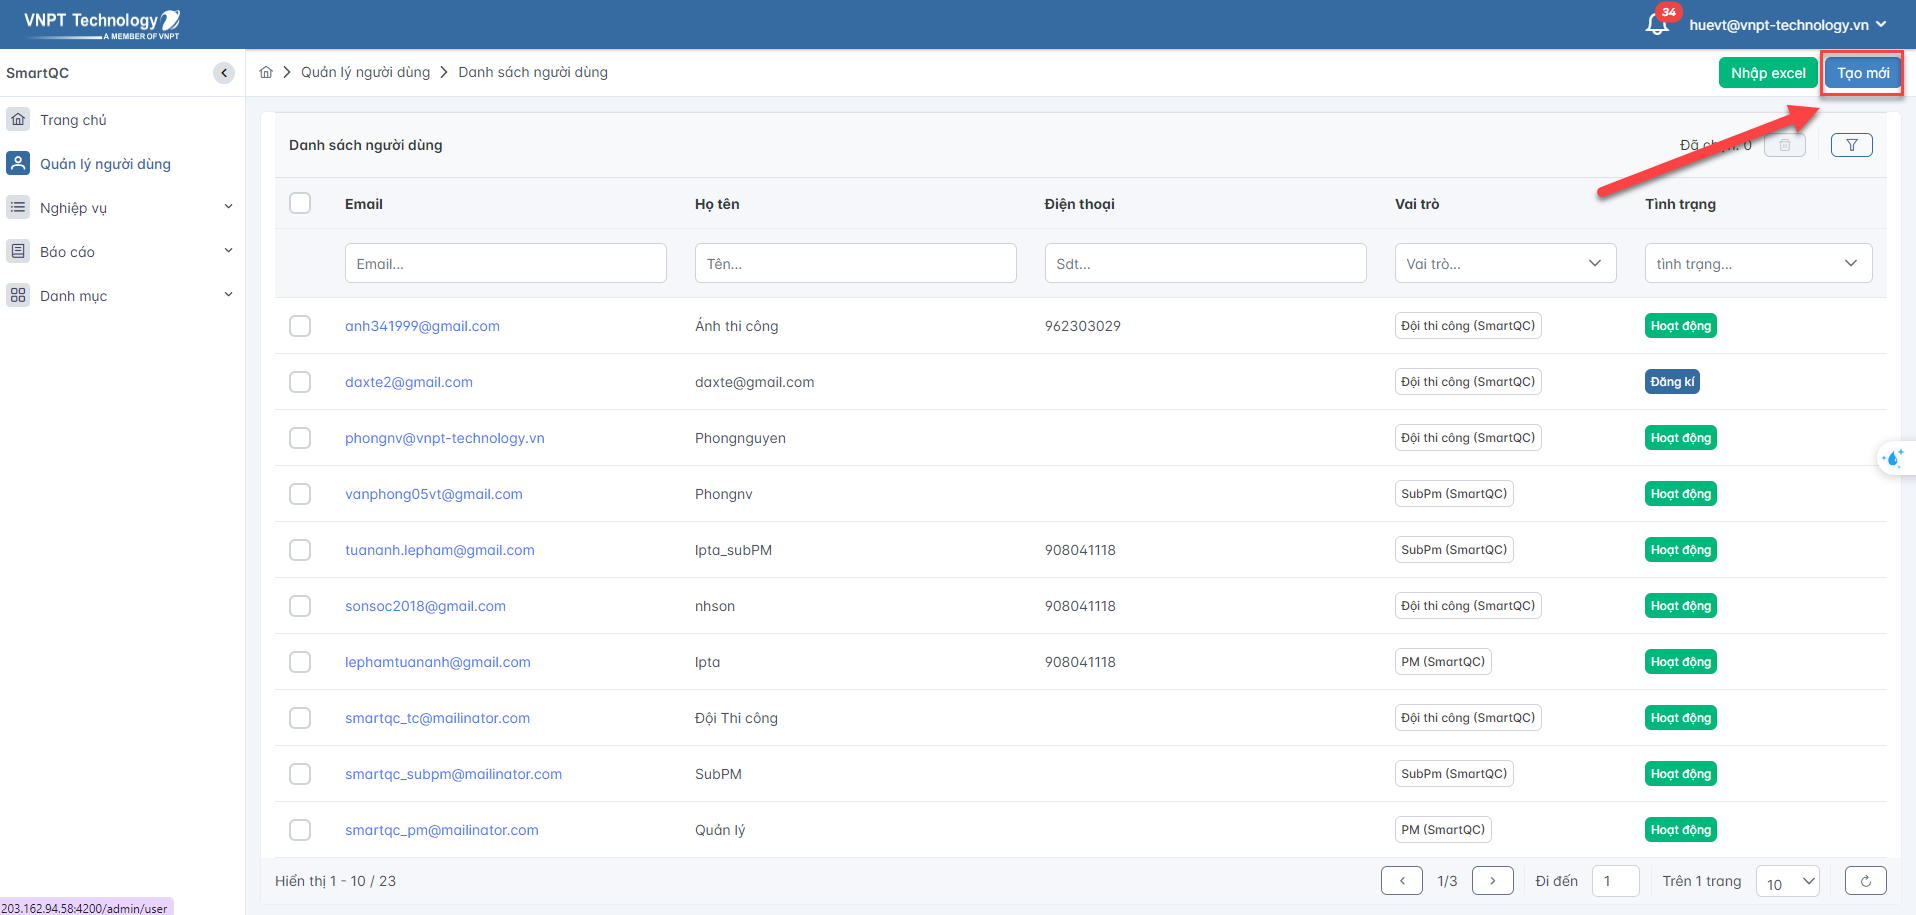 VNPT Technology
A MEMBER OF VNPT
34
huevt@vnpt-technology.vn
SmartQC
Quản lý người dùng
Danh sách người dùng
Nhập excel
Tạo mới
Trang chủ
Quản lý người dùng
Nghiệp vụ
Báo cáo
Danh mục
Danh sách người dùng
Email
Họ tên
Điện thoại
Vai trò
Tình trạng
Email...
Tên...
Sdt...
Vai trò...
tình trạng...
anh341999@gmail.com Ánh thi công 962303029 Đội thi công (SmartQC) Hoạt động
daxte2@gmail.com daxte@gmail.com Đội thi công (SmartQC) Đăng kí
phongnv@vnpt-technology.vn Phongnguyen Đội thi công (SmartQC) Hoạt động
vanphong05vt@gmail.com Phongnv SubPm (SmartQC) Hoạt động
tuananh.lepham@gmail.com lpta_subPM 908041118 SubPm (SmartQC) Hoạt động
sonsoc2018@gmail.com nhson 908041118 Đội thi công (SmartQC) Hoạt động
lephamtuananh@gmail.com lpta 908041118 PM (SmartQC) Hoạt động
smartqc_tc@mailinator.com Đội Thi công Đội thi công (SmartQC) Hoạt động
smartqc_subpm@mailinator.com SubPM SubPm (SmartQC) Hoạt động
smartqc_pm@mailinator.com Quản lý PM (SmartQC) Hoạt động
Hiển thị 1 - 10 / 23
1/3
Đi đến
1
Trên 1 trang
10
203.162.94.58:4200/admin/user